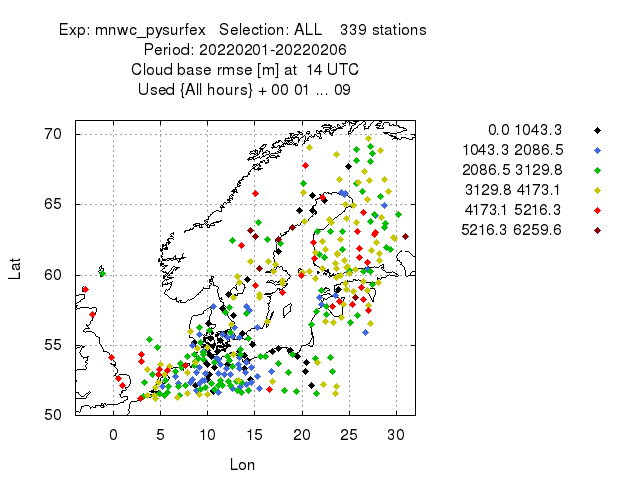 Exp: mnwc_pysurfex   Selection: ALL    339 stations
Period: 20220201-20220206
Cloud base rmse [m] at  14 UTC
Used {All hours} + 00 01 ... 09
0.0 1043.3
1043.3 2086.5
2086.5 3129.8
3129.8 4173.1
4173.1 5216.3
5216.3 6259.6
70
65
60
55
50
Lat
0 5 10 15 20 25 30
Lon